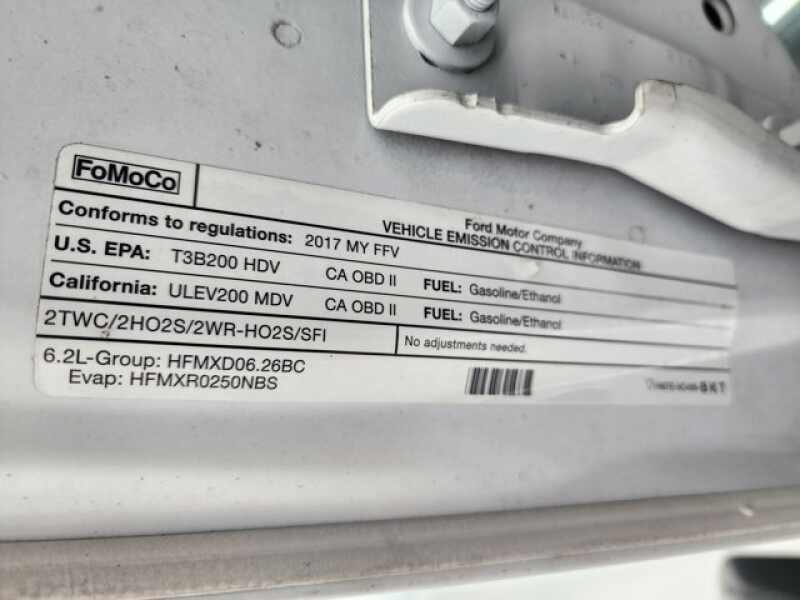 FoMoCo
Ford Motor Company
VEHICLE EMISSION CONTROL INFORMATION
Conforms to regulations: 2017 MY FFV
U.S. EPA: T3B200 HDV CA OBD II FUEL: Gasoline/Ethanol
California: ULEV200 MDV CA OBD II FUEL: Gasoline/Ethanol
2TWC/2HO2S/2WR-HO2S/SFI
No adjustments needed.
6.2L-Group: HFMXD06.26BC
Evap: HFMXR0250NBS